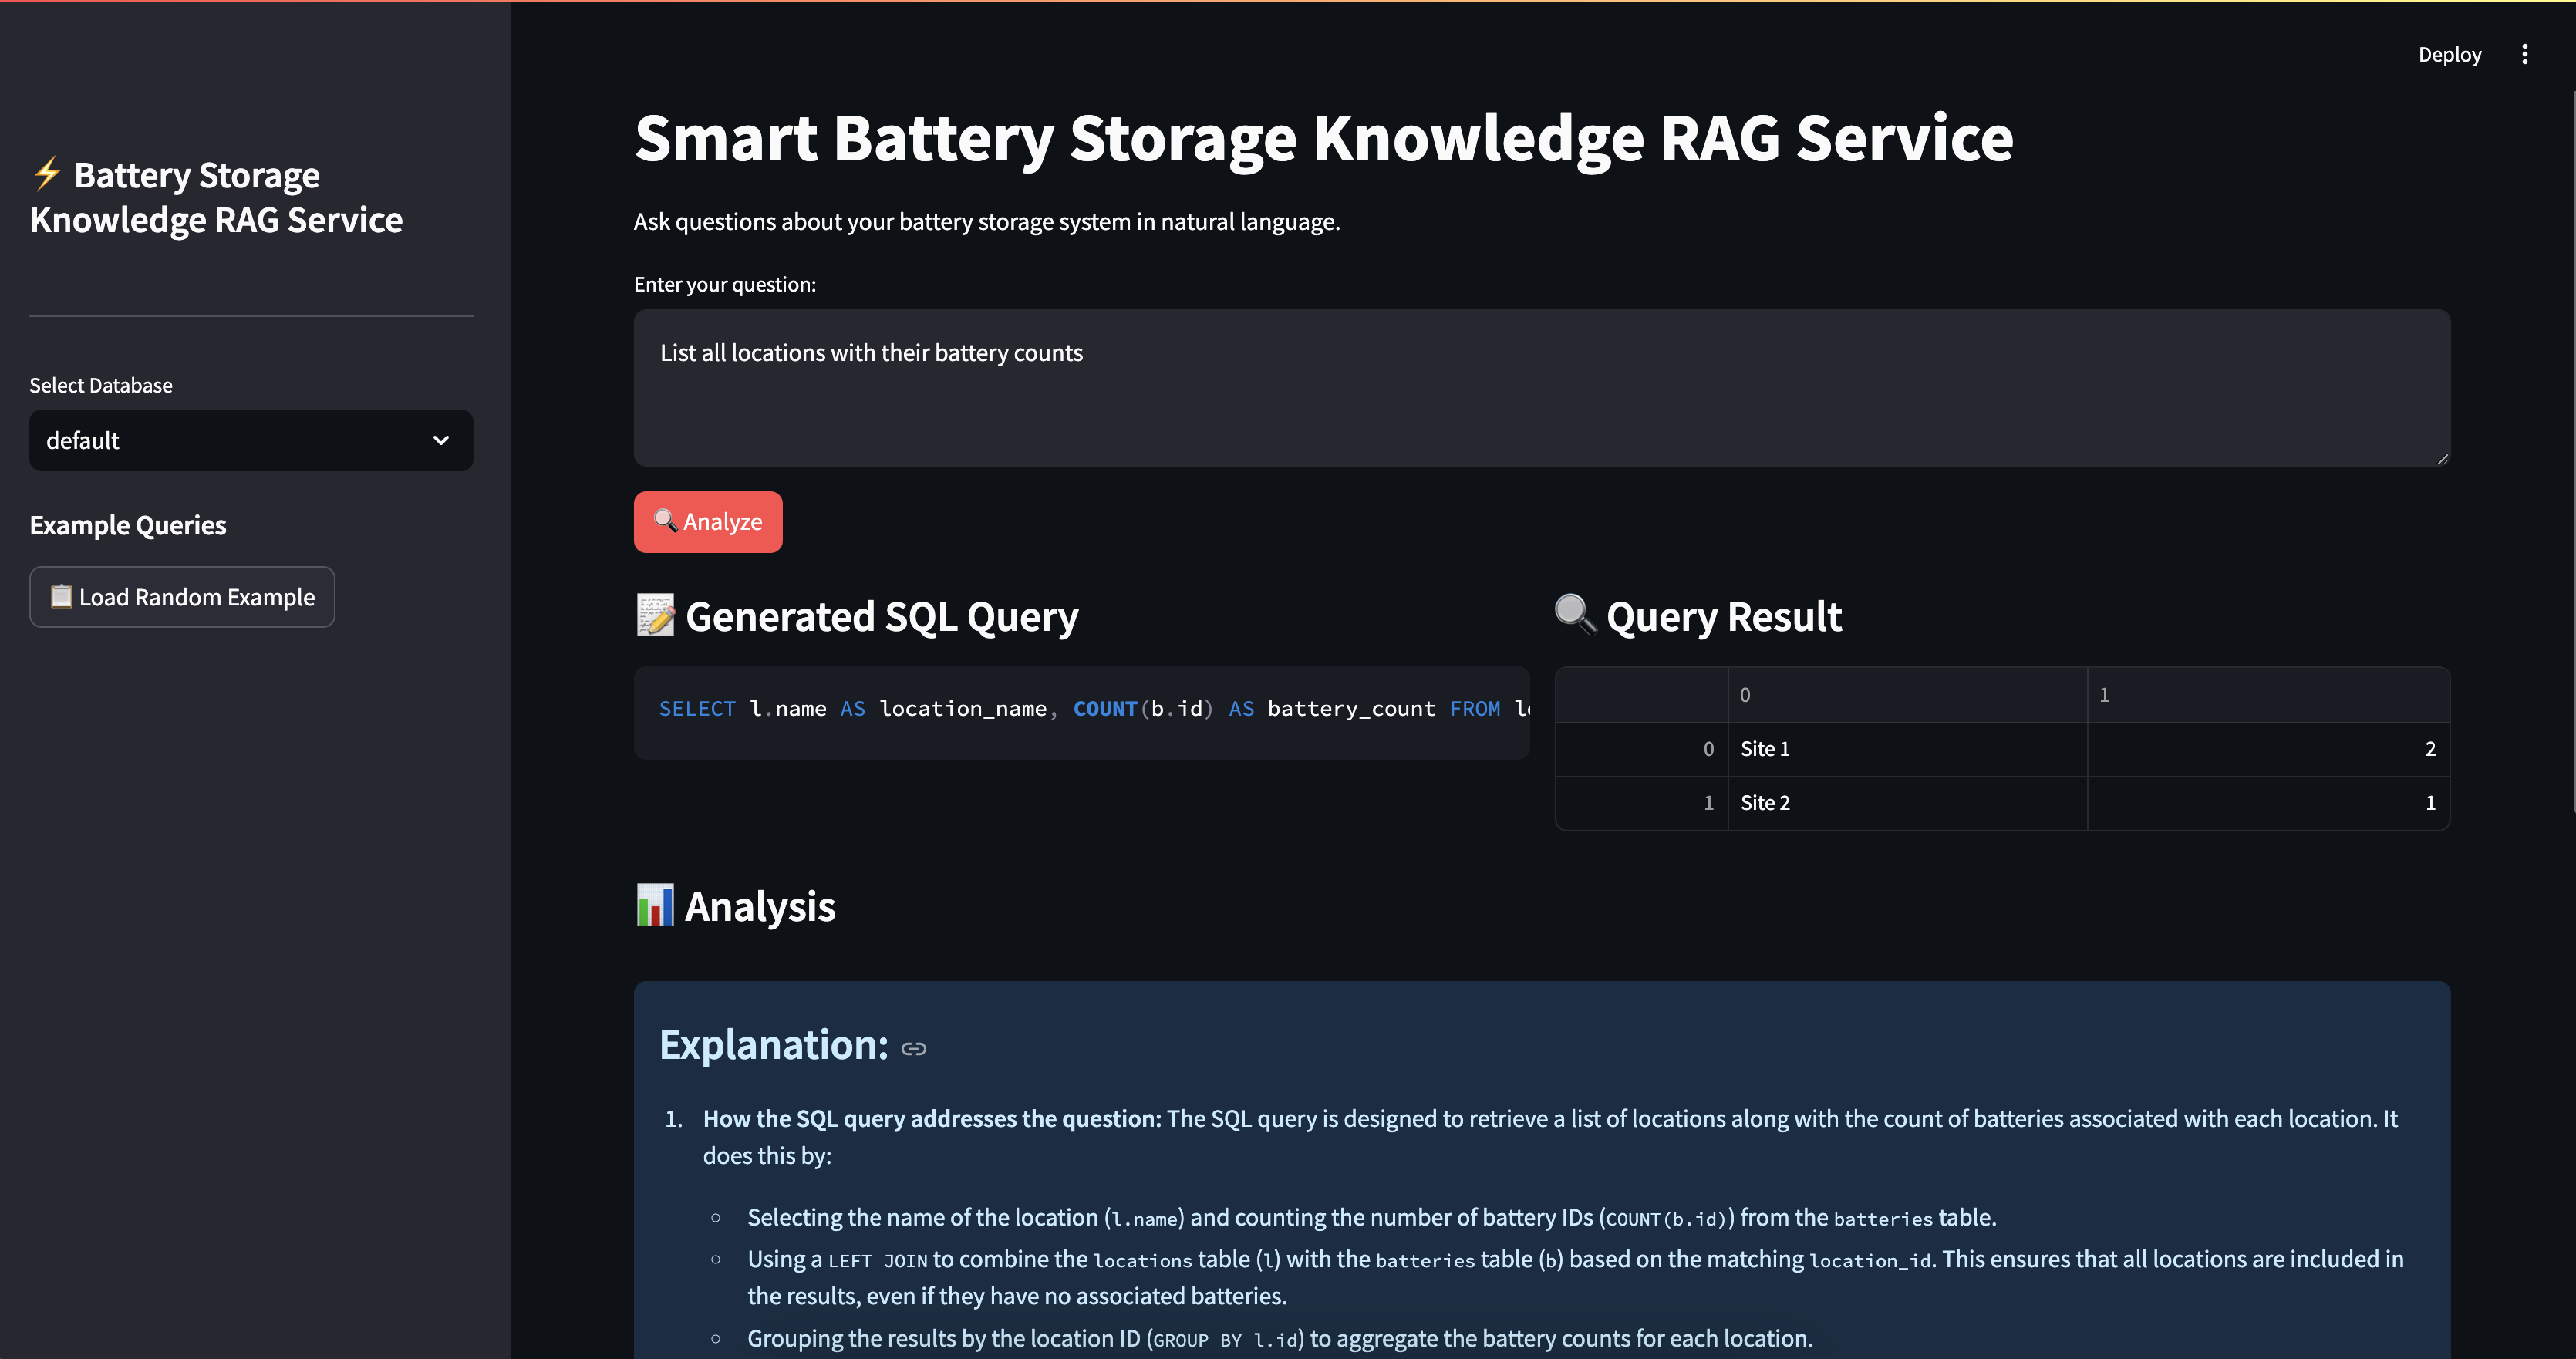 Deploy
⚡ Battery Storage
Knowledge RAG Service
Select Database
default
Example Queries
📋 Load Random Example
Smart Battery Storage Knowledge RAG Service
Ask questions about your battery storage system in natural language.
Enter your question:
List all locations with their battery counts
🔍 Analyze
📝 Generated SQL Query
SELECT l.name AS location_name, COUNT(b.id) AS battery_count FROM
🔍 Query Result
0 1
0 Site 1 2
1 Site 2 1
📊 Analysis
Explanation:
1. How the SQL query addresses the question: The SQL query is designed to retrieve a list of locations along with the count of batteries associated with each location. It
does this by:
◦ Selecting the name of the location (l.name) and counting the number of battery IDs (COUNT(b.id)) from the batteries table.
◦ Using a LEFT JOIN to combine the locations table (l) with the batteries table (b) based on the matching location_id. This ensures that all locations are included in
the results, even if they have no associated batteries.
◦ Grouping the results by the location ID (GROUP BY l.id) to aggregate the battery counts for each location.